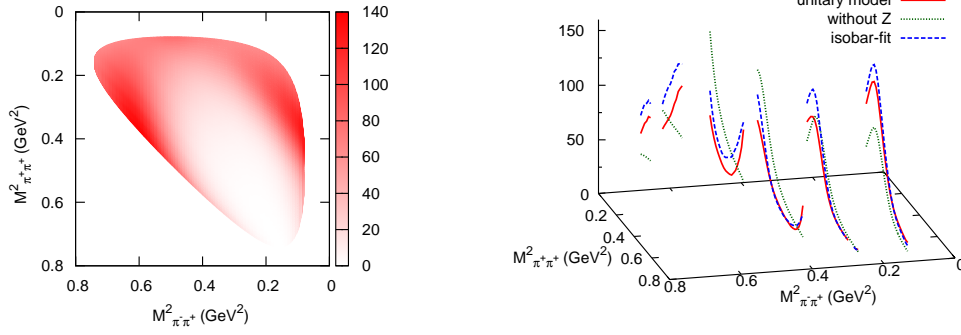 0
0.2
0.4
0.6
0.8
M²π⁺π⁺ (GeV²)
0.8 0.6 0.4 0.2 0
M²π⁻π⁺ (GeV²)
140
120
100
80
60
40
20
0
unitary model
without Z
isobar-fit
150
100
50
0
0.2
0.4
0.6
0.8
M²π⁺π⁺ (GeV²)
0.8 0.6 0.4 0.2 0
M²π⁻π⁺ (GeV²)